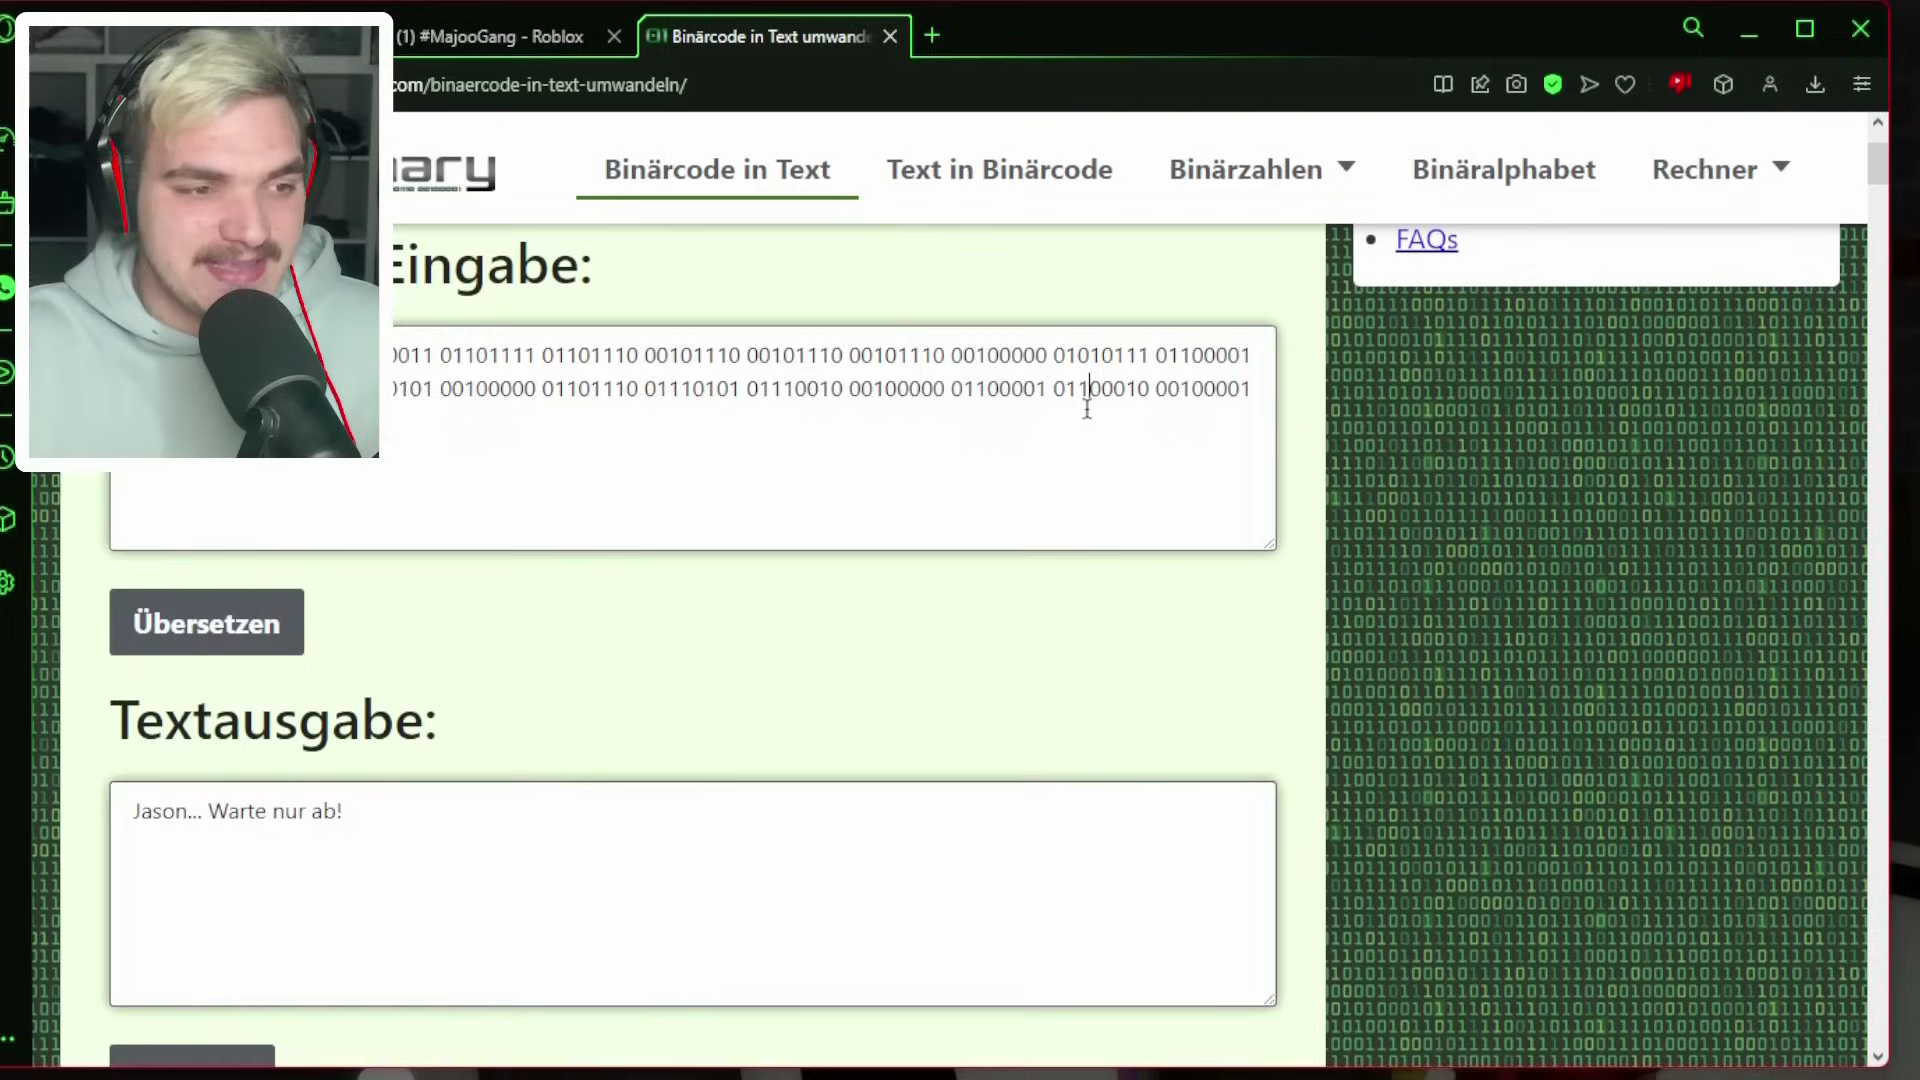 (1) #MajooGang - Roblox
Binärcode in Text umwand
com/binaercode-in-text-umwandeln/
nary
Binärcode in Text
Text in Binärcode
Binärzahlen
Binäralphabet
Rechner
FAQs
Eingabe:
0011 01101111 01101110 00101110 00101110 00101110 00100000 01010111 01100001
0101 00100000 01101110 01110101 01110010 00100000 01100001 01100010 00100001
Übersetzen
Textausgabe:
Jason... Warte nur ab!